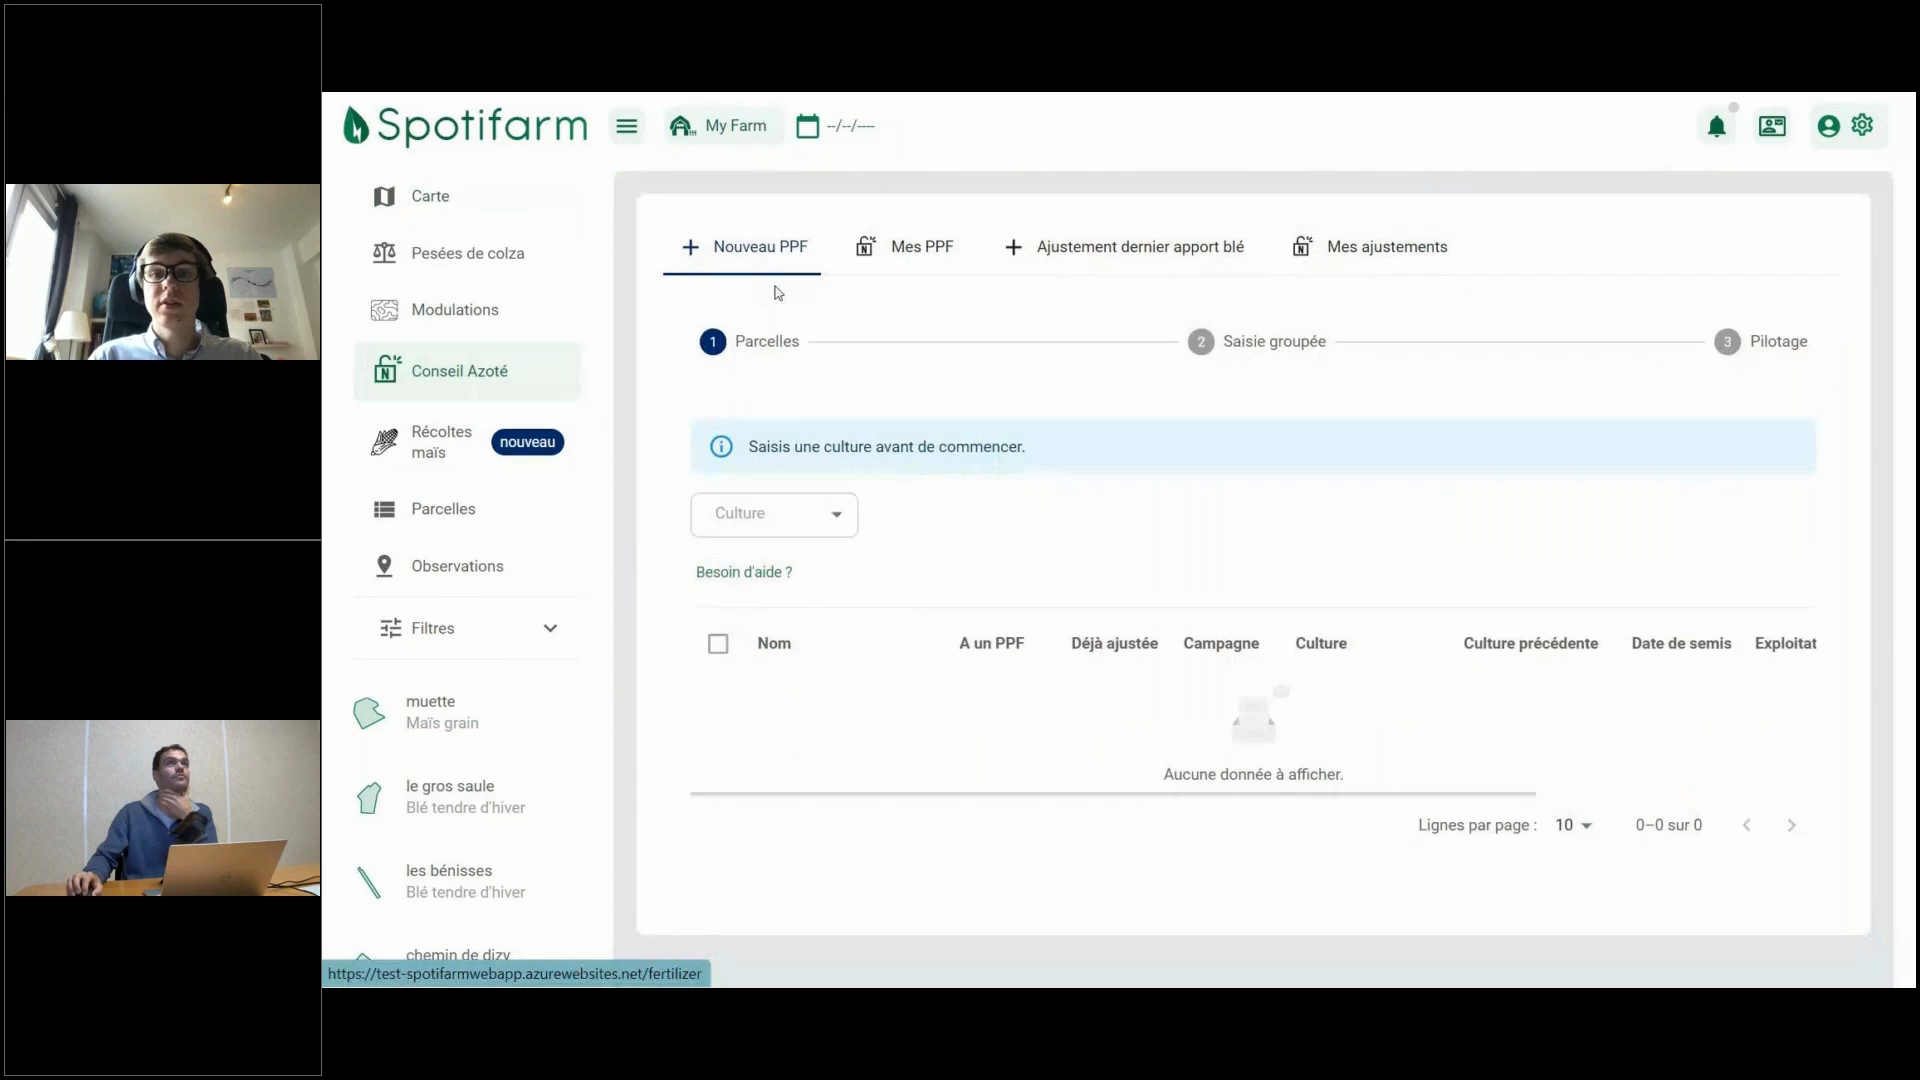 Spotifarm
My Farm
--/--/----
Carte
Pesées de colza
Modulations
Conseil Azoté
Récoltes
maïs
nouveau
Parcelles
Observations
Filtres
muette
Maïs grain
le gros saule
Blé tendre d'hiver
les bénisses
Blé tendre d'hiver
chemin de dizy
https://test-spotifarmwebapp.azurewebsites.net/fertilizer
Nouveau PPF
Mes PPF
Ajustement dernier apport blé
Mes ajustements
1 Parcelles
2 Saisie groupée
3 Pilotage
Saisis une culture avant de commencer.
Culture
Besoin d'aide ?
Nom A un PPF Déjà ajustée Campagne Culture Culture précédente Date de semis Exploitat
Aucune donnée à afficher.
Lignes par page : 10 0–0 sur 0